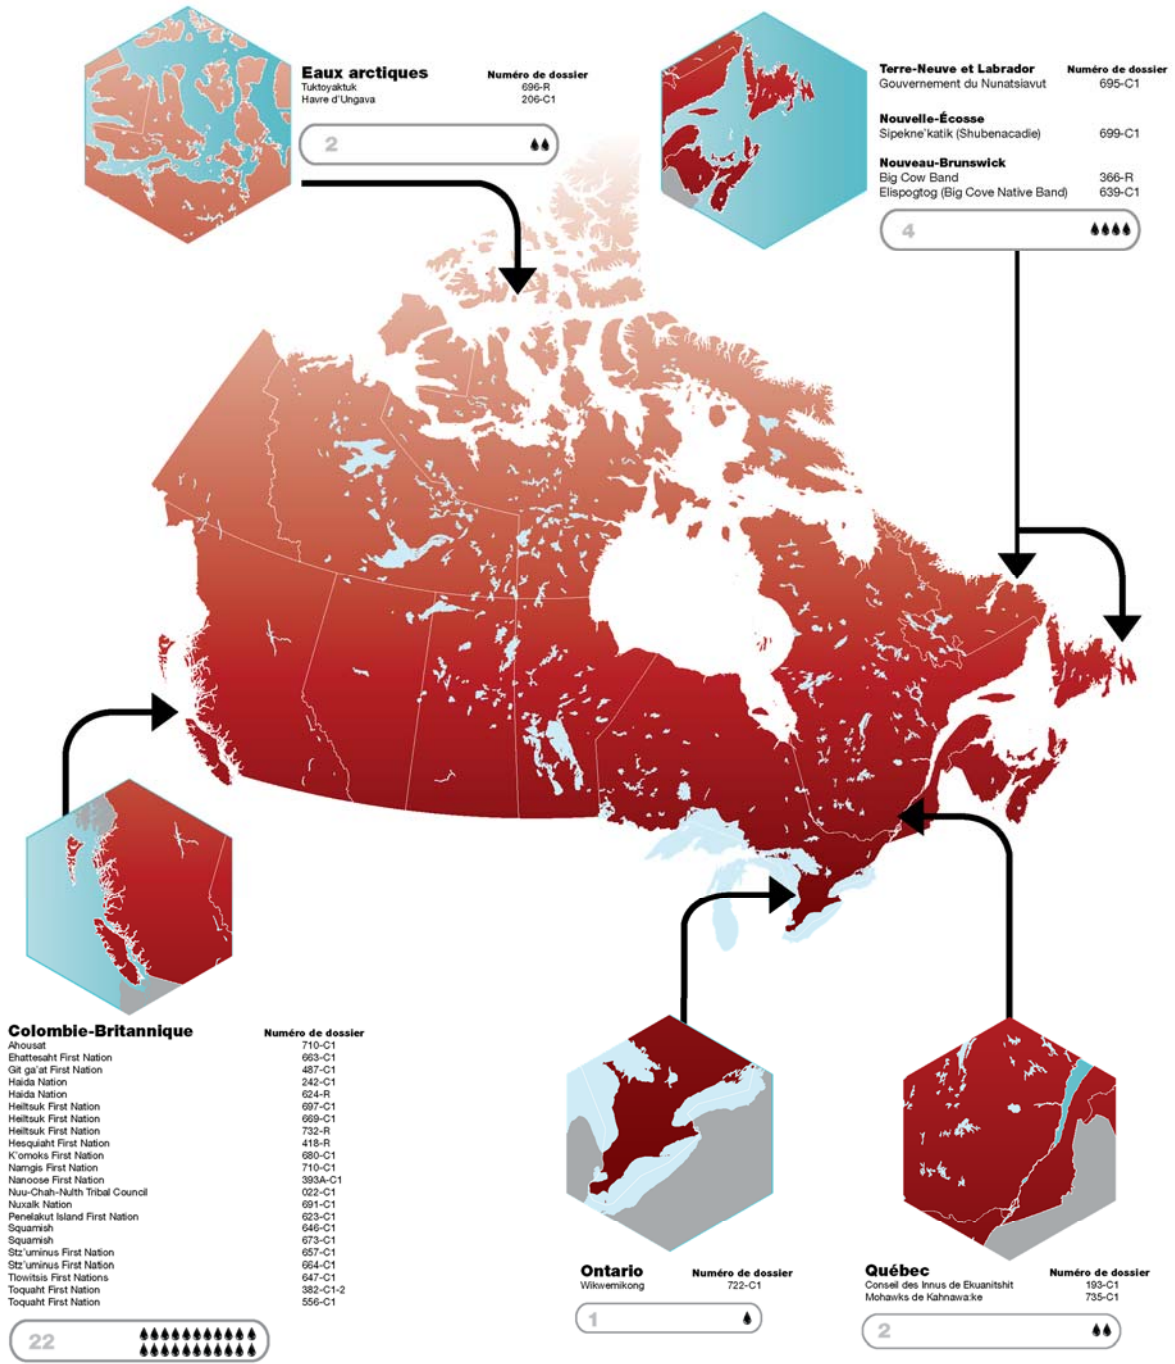 Eaux arctiques Numéro de dossier
Tuktoyaktuk 696-R
Havre d'Ungava 206-C1
2
Terre-Neuve et Labrador Numéro de dossier
Gouvernement du Nunatsiavut 695-C1
Nouvelle-Écosse
Sipekne'katik (Shubenacadie) 699-C1
Nouveau-Brunswick
Big Cow Band 366-R
Elispogtog (Big Cove Native Band) 639-C1
4
Colombie-Britannique Numéro de dossier
Ahousat 710-C1
Ehattesaht First Nation 663-C1
Git ga'at First Nation 487-C1
Haida Nation 242-C1
Haida Nation 624-R
Heiltsuk First Nation 697-C1
Heiltsuk First Nation 669-C1
Heiltsuk First Nation 732-R
Hesquiaht First Nation 418-R
K'omoks First Nation 680-C1
Namgis First Nation 710-C1
Nanoose First Nation 393A-C1
Nuu-Chah-Nulth Tribal Council 022-C1
Nuxalk Nation 691-C1
Penelakut Island First Nation 623-C1
Squamish 646-C1
Squamish 673-C1
Stz'uminus First Nation 657-C1
Stz'uminus First Nation 664-C1
Tlowitsis First Nations 647-C1
Toquaht First Nation 382-C1-2
Toquaht First Nation 556-C1
22
Ontario Numéro de dossier
Wikwemikong 722-C1
1
Québec Numéro de dossier
Conseil des Innus de Ekuanitshit 193-C1
Mohawks de Kahnawa:ke 735-C1
2